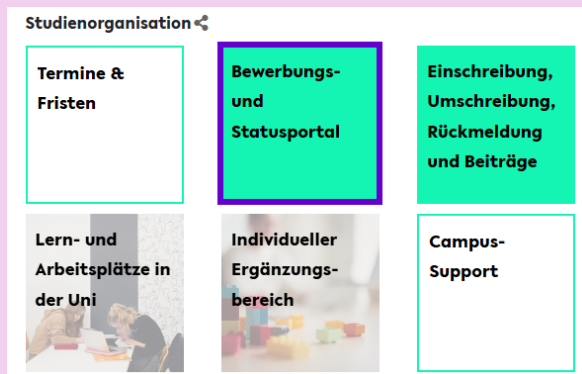 Studienorganisation
Termine &
Fristen
Bewerbungs-
und
Statusportal
Einschreibung,
Umschreibung,
Rückmeldung
und Beiträge
Lern- und
Arbeitsplätze in
der Uni
Individueller
Ergänzungs-
bereich
Campus-
Support